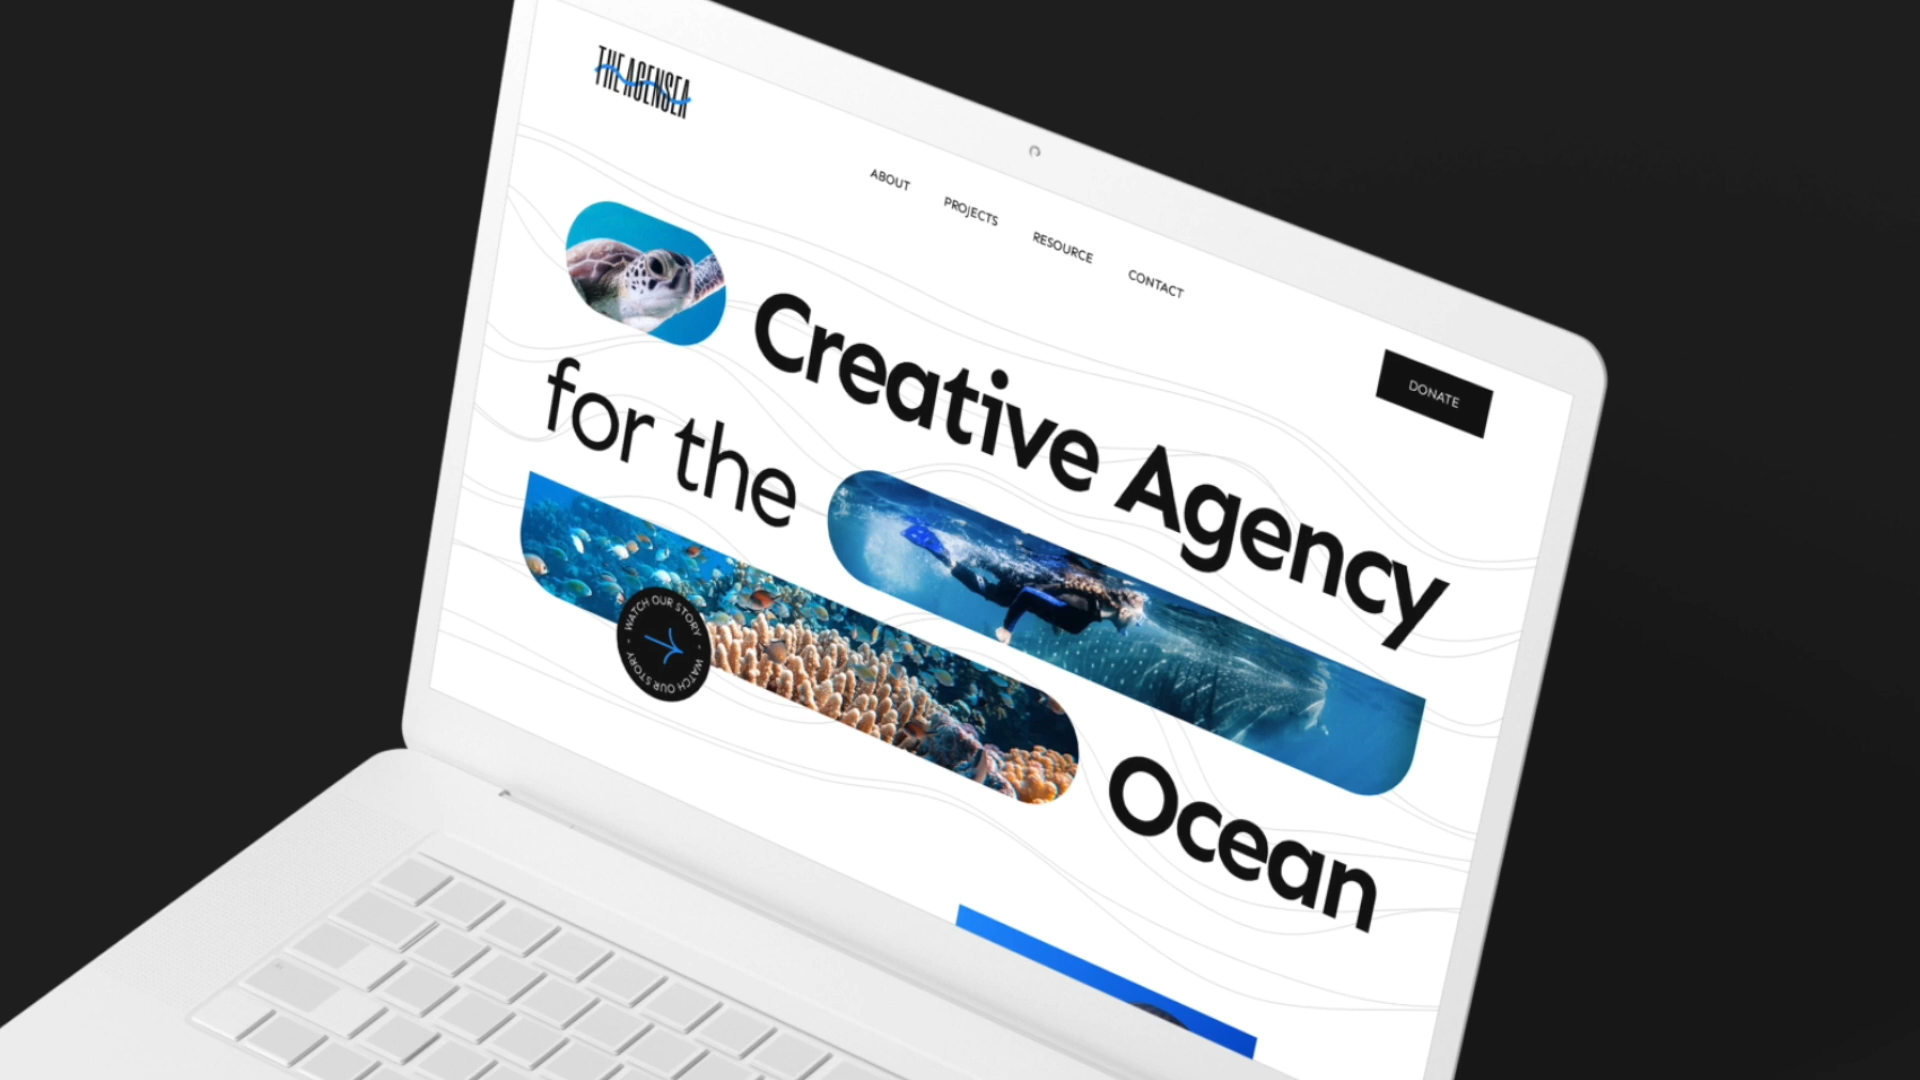 THE AGENSEA
ABOUT
PROJECTS
RESOURCE
CONTACT
DONATE
Creative Agency
for the
Ocean
WATCH OUR STORY - WATCH OUR STORY -